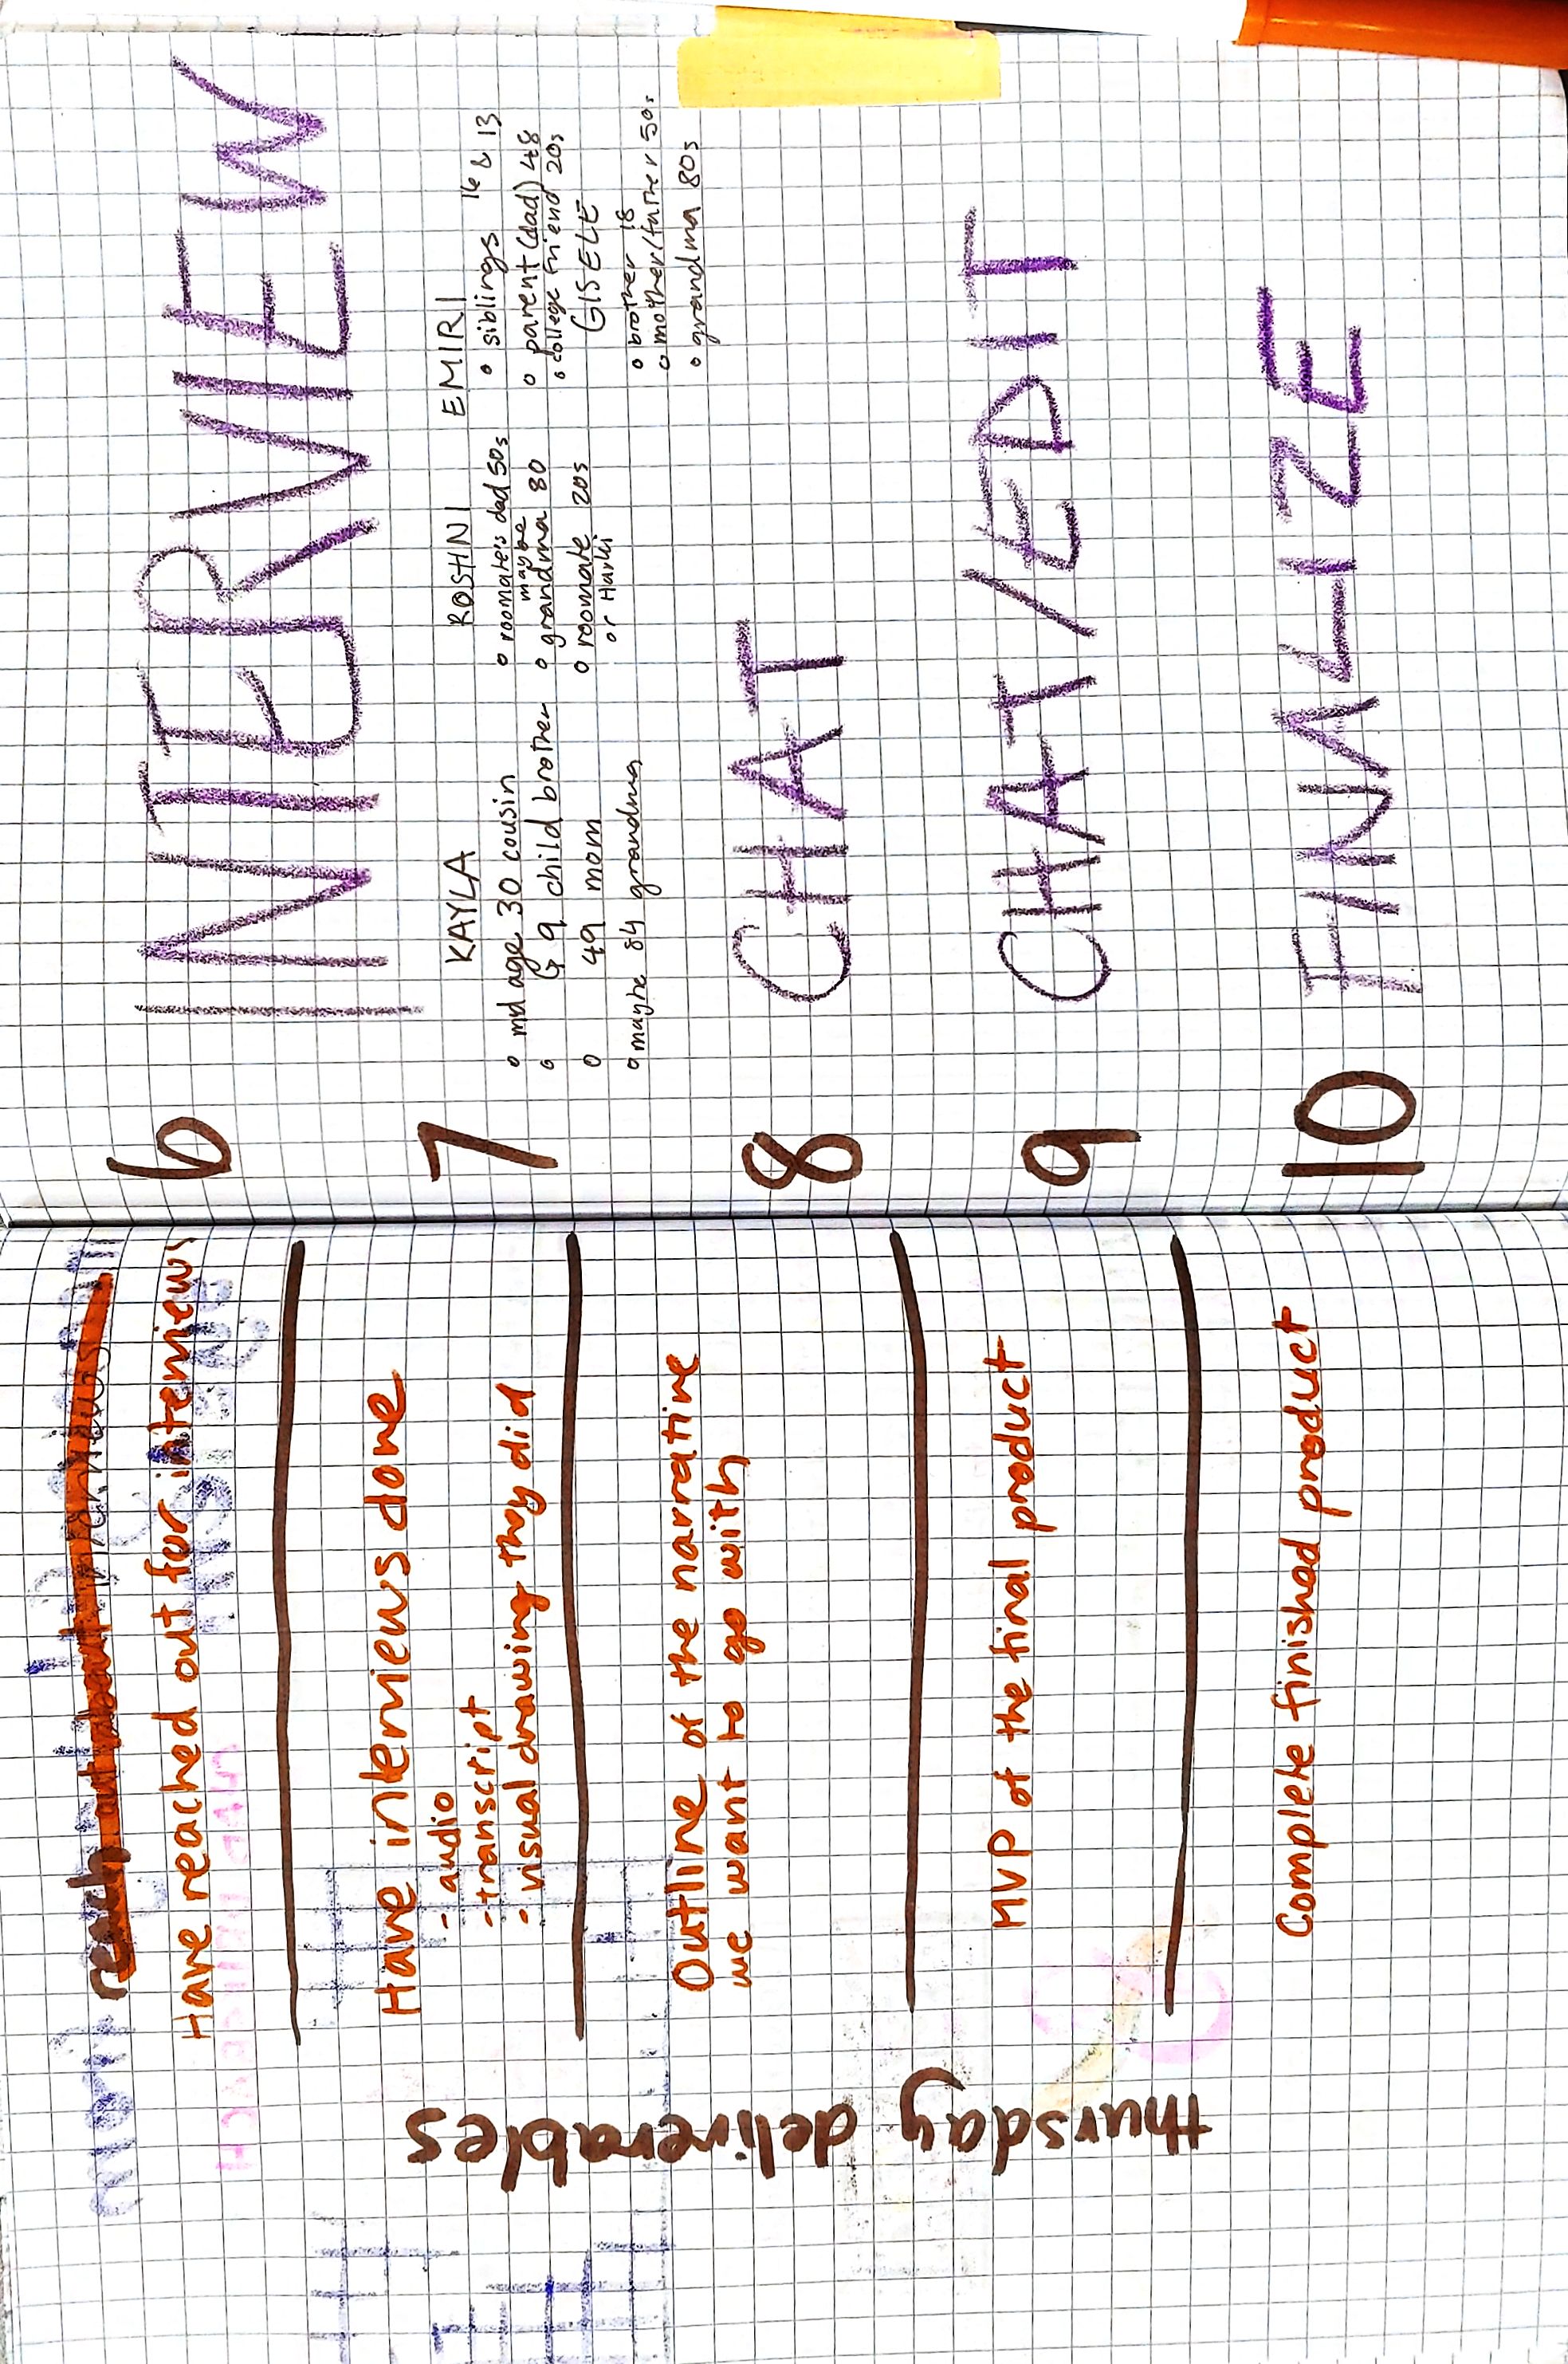 thursday deliverables
reach out about interviews
Have reached out for interviews
Have interviews done
- audio
- transcript
- visual drawing they did
Outline of the narrative
we want to go with
MVP of the final product
Complete finished product
6
INTERVIEW
7
KAYLA
mid age 30 cousin
9 child brother
49 mom
maybe 84 grandma
ROSHNI
roomate's dad 50s
maybe
grandma 80
roomate 20s
or Harki
EMIRI
siblings 16 & 13
parent (dad) 48
college friend 20s
GISELE
brother 18
mother/father 50s
grandma 80s
8
CHAT
9
CHAT/EDIT
10
FINALIZE